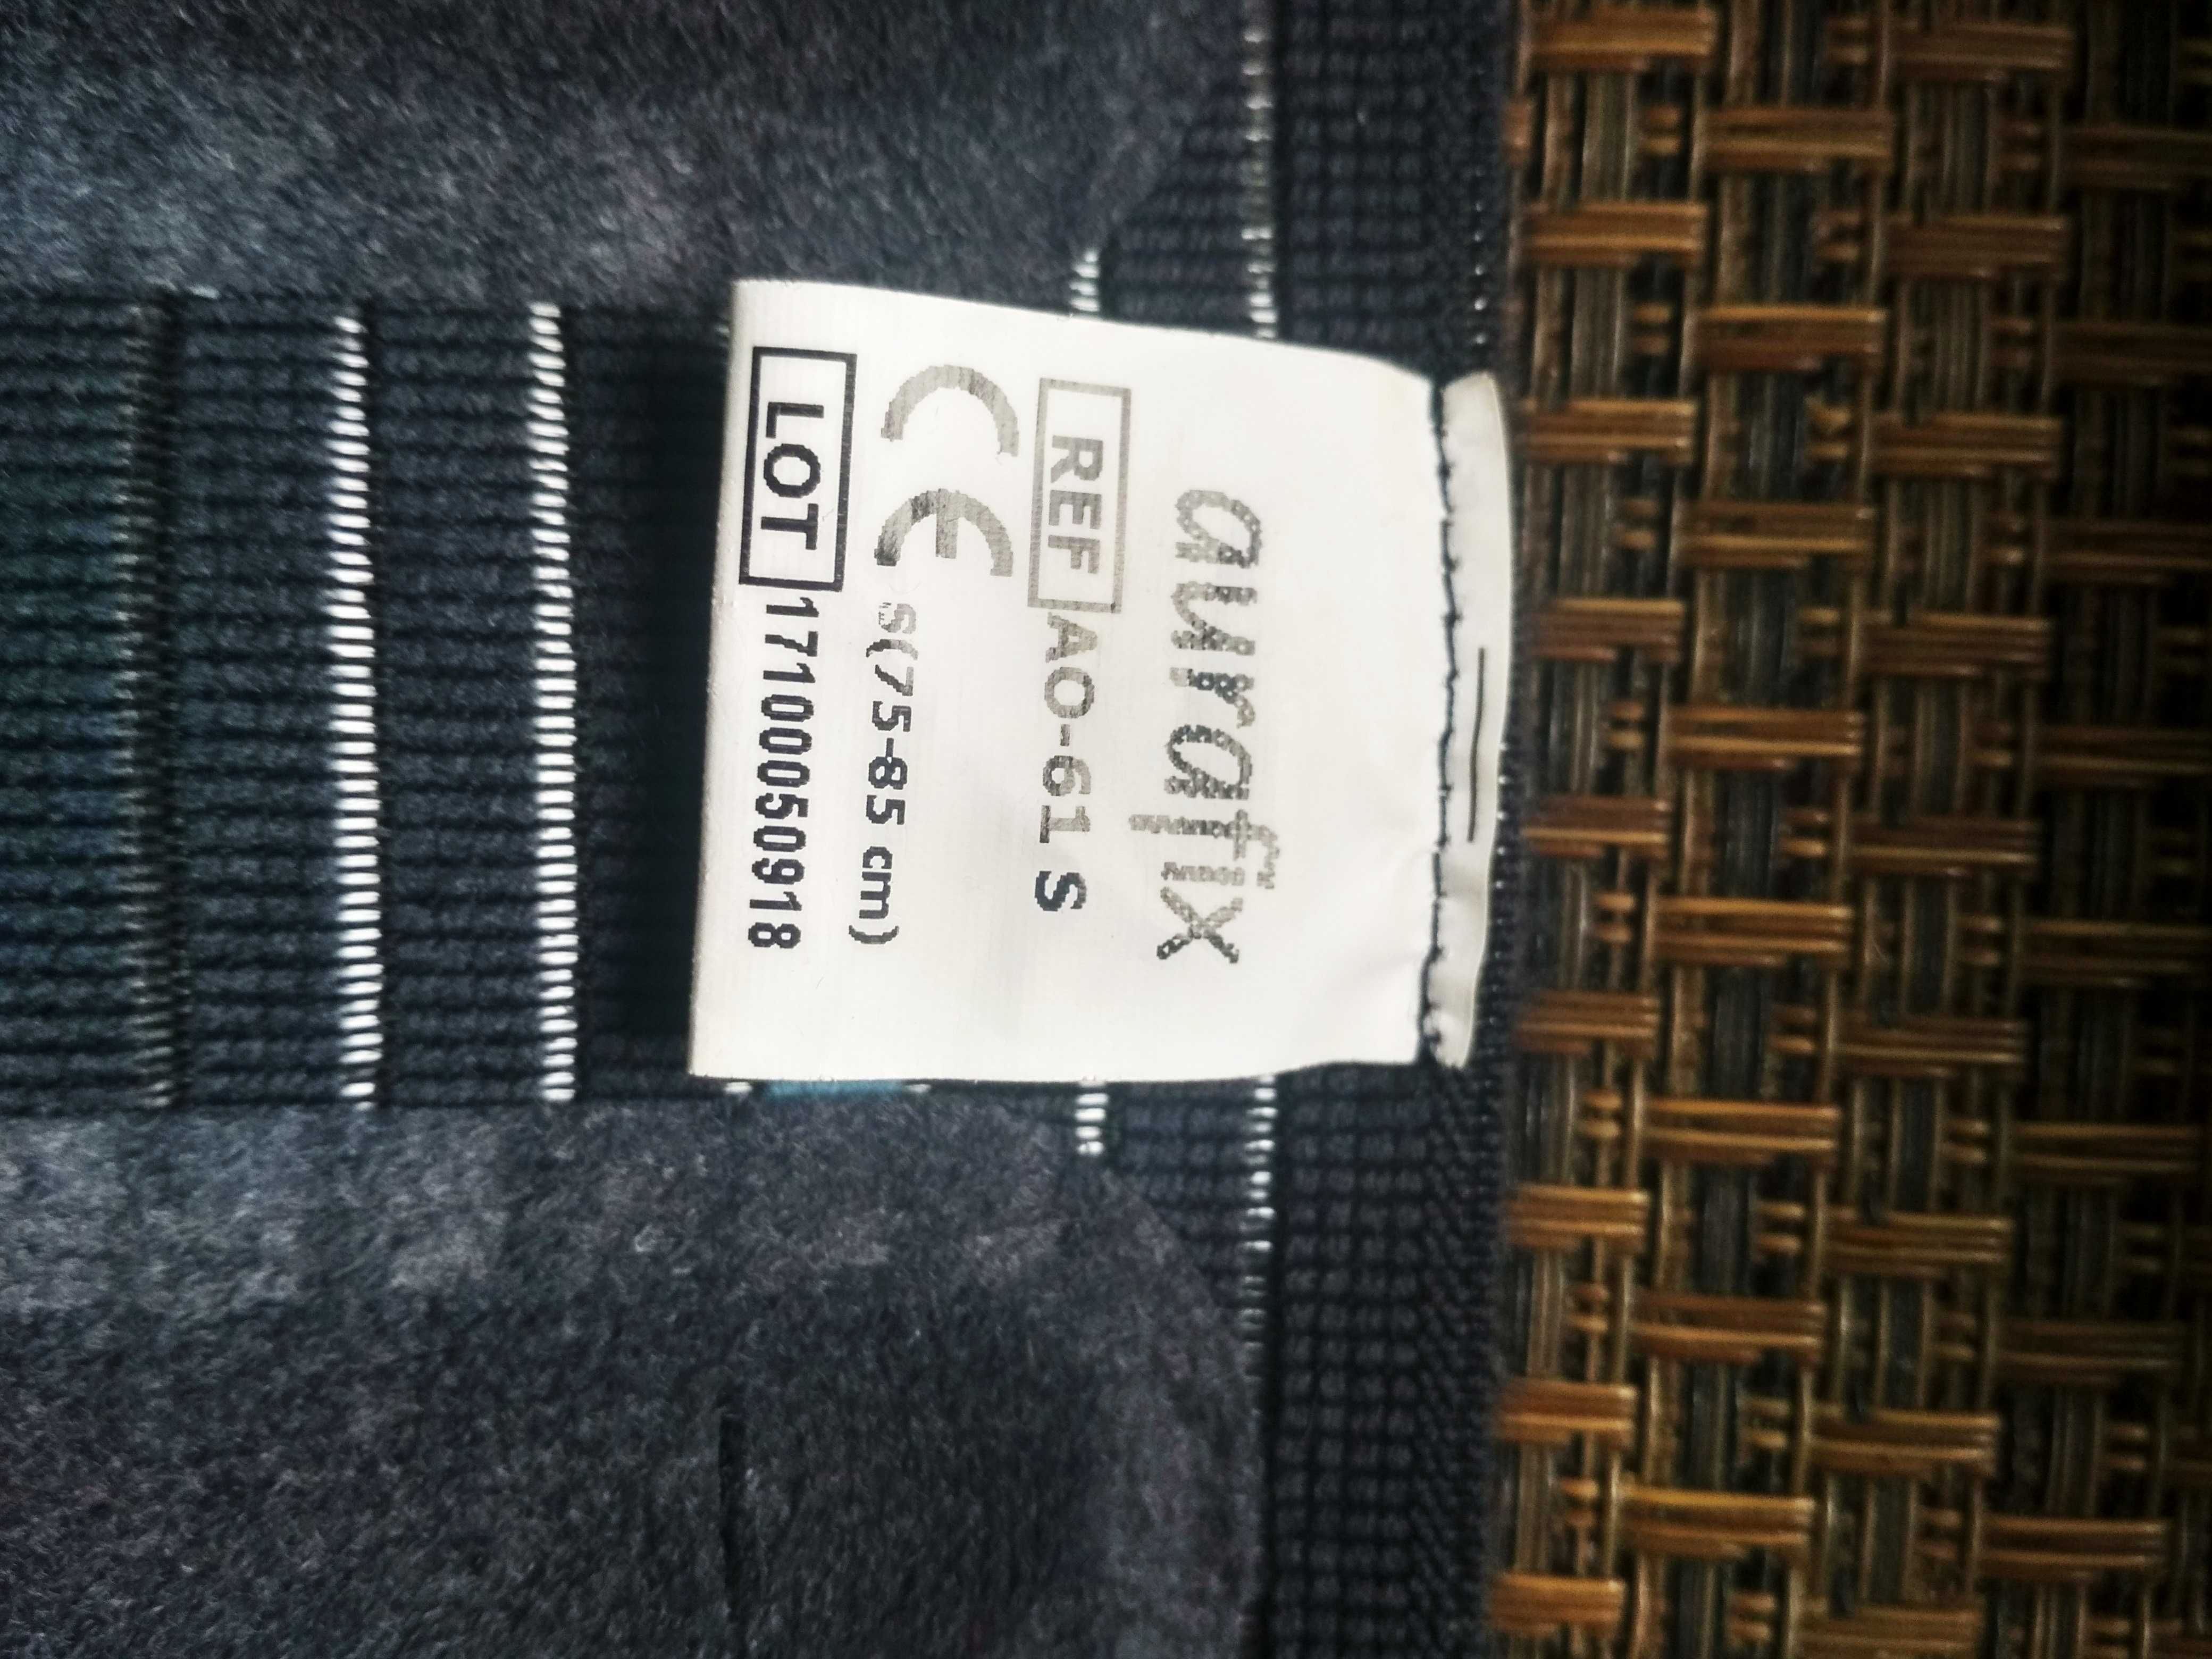 aurafix
REF AO-61 S
CE S(75-85 cm)
LOT 1710050918